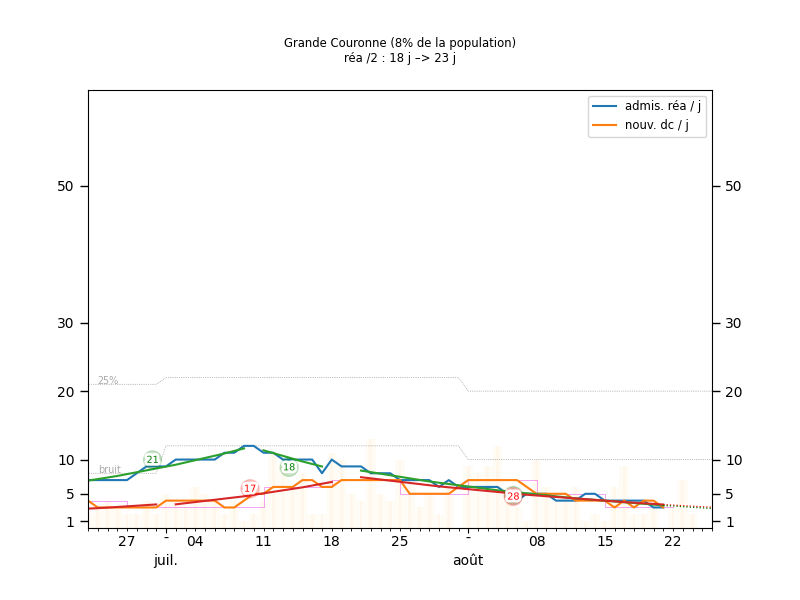 Grande Couronne (8% de la population)
réa /2 : 18 j –> 23 j
admis. réa / j
nouv. dc / j
50 50
30 30
25%
20 20
21
18
bruit
10 10
17
28
5 5
1 1
27 - 04 11 18 25 - 08 15 22
juil. août